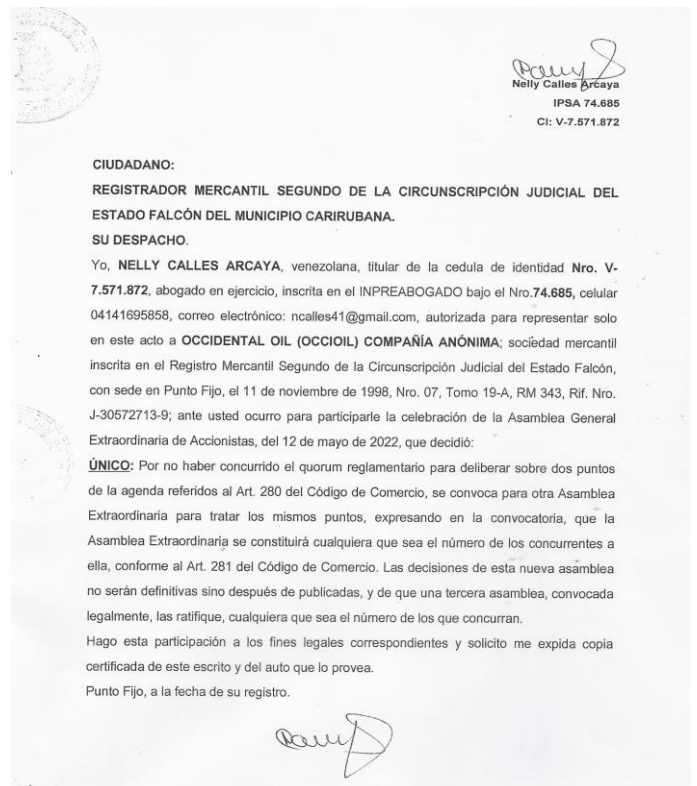 Nelly Calles Arcaya
IPSA 74.685
CI: V-7.571.872
CIUDADANO:
REGISTRADOR MERCANTIL SEGUNDO DE LA CIRCUNSCRIPCIÓN JUDICIAL DEL
ESTADO FALCÓN DEL MUNICIPIO CARIRUBANA.
SU DESPACHO.
Yo, NELLY CALLES ARCAYA, venezolana, titular de la cedula de identidad Nro. V-
7.571.872, abogado en ejercicio, inscrita en el INPREABOGADO bajo el Nro.74.685, celular
04141695858, correo electrónico: ncalles41@gmail.com, autorizada para representar solo
en este acto a OCCIDENTAL OIL (OCCIOIL) COMPAÑÍA ANÓNIMA; sociedad mercantil
inscrita en el Registro Mercantil Segundo de la Circunscripción Judicial del Estado Falcón,
con sede en Punto Fijo, el 11 de noviembre de 1998, Nro. 07, Tomo 19-A, RM 343, Rif. Nro.
J-30572713-9; ante usted ocurro para participarle la celebración de la Asamblea General
Extraordinaria de Accionistas, del 12 de mayo de 2022, que decidió:
ÚNICO: Por no haber concurrido el quorum reglamentario para deliberar sobre dos puntos
de la agenda referidos al Art. 280 del Código de Comercio, se convoca para otra Asamblea
Extraordinaria para tratar los mismos puntos, expresando en la convocatoria, que la
Asamblea Extraordinaria se constituirá cualquiera que sea el número de los concurrentes a
ella, conforme al Art. 281 del Código de Comercio. Las decisiones de esta nueva asamblea
no serán definitivas sino después de publicadas, y de que una tercera asamblea, convocada
legalmente, las ratifique, cualquiera que sea el número de los que concurran.
Hago esta participación a los fines legales correspondientes y solicito me expida copia
certificada de este escrito y del auto que lo provea.
Punto Fijo, a la fecha de su registro.